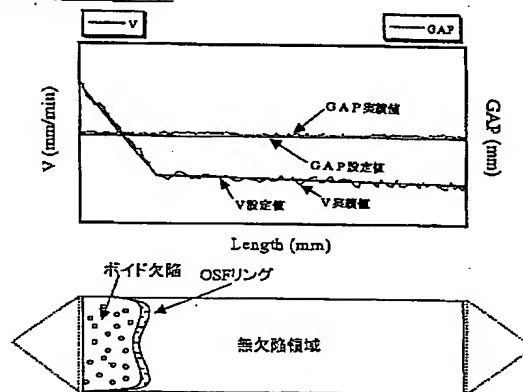 V
GAP
V (mm/min)
GAP (mm)
GAP実績値
GAP設定値
V設定値
V実績値
Length (mm)
ボイド欠陥
OSFリング
無欠陥領域